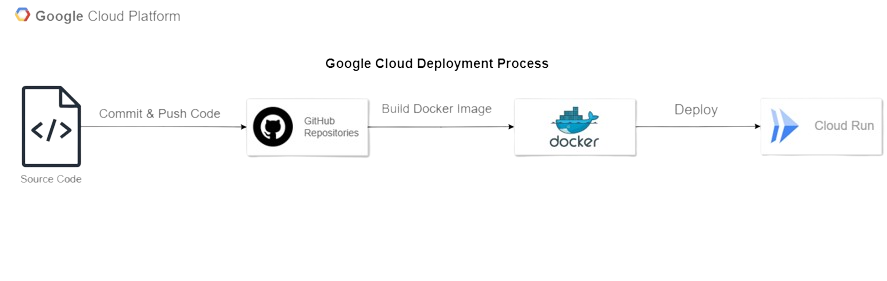 Google Cloud Platform
Google Cloud Deployment Process
Commit & Push Code
Build Docker Image
Deploy
</>
GitHub
Repositories
docker
Cloud Run
Source Code